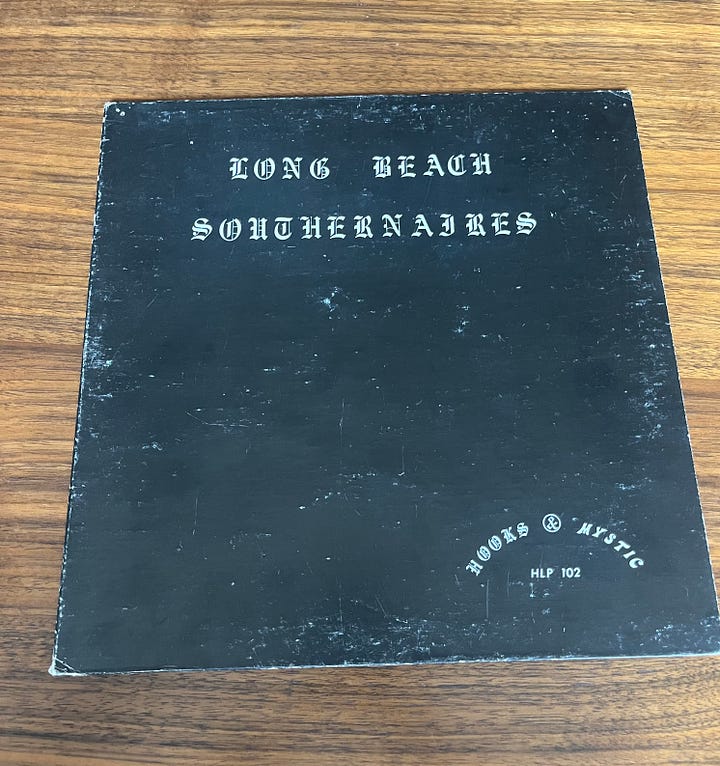 LONG BEACH
SOUTHERNAIRES
HOOKS & MYSTIC
HLP 102